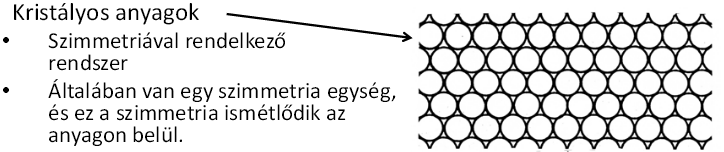 Kristályos anyagok
• Szimmetriával rendelkező
rendszer
• Általában van egy szimmetria egység,
és ez a szimmetria ismétlődik az
anyagon belül.